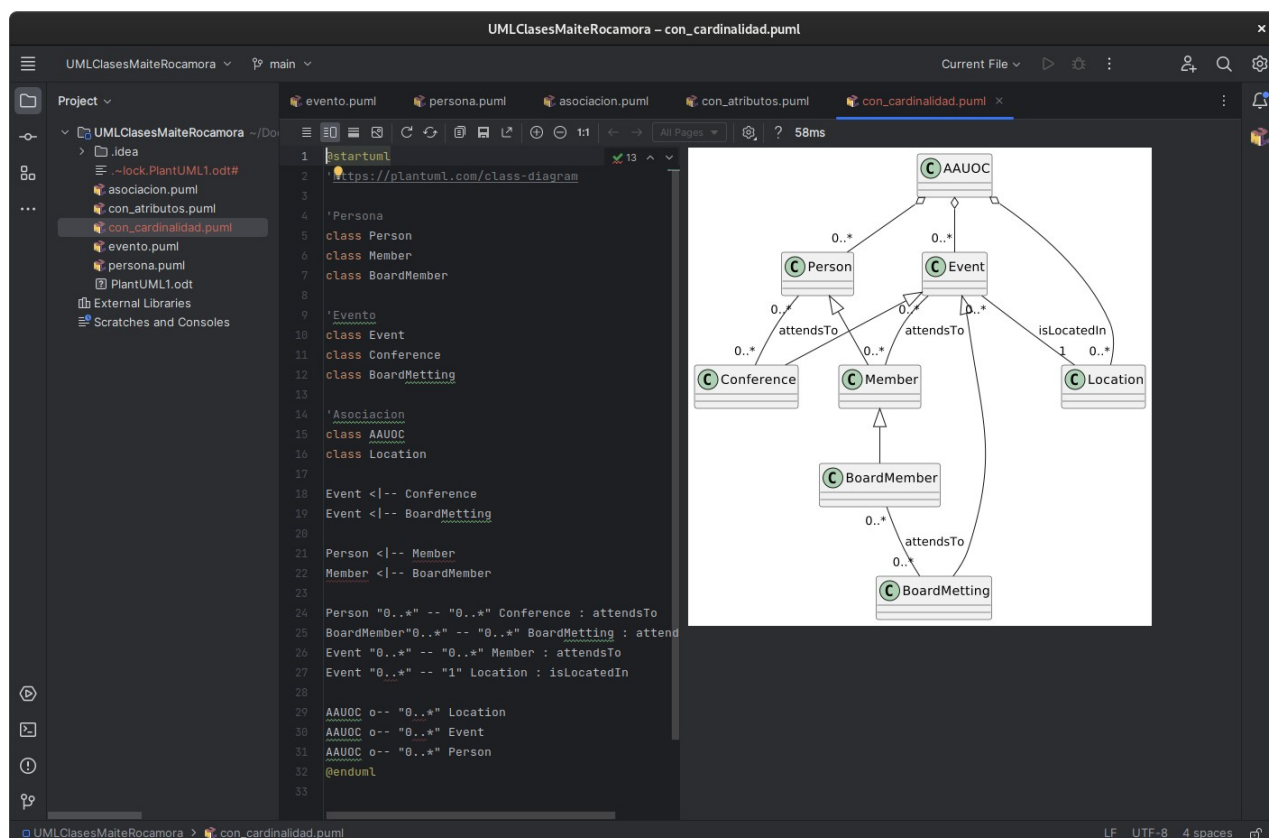 UMLClasesMaiteRocamora – con_cardinalidad.puml
UMLClasesMaiteRocamora
main
Current File
Project
evento.puml
persona.puml
asociacion.puml
con_atributos.puml
con_cardinalidad.puml
UMLClasesMaiteRocamora ~/Do
.idea
.~lock.PlantUML1.odt#
asociacion.puml
con_atributos.puml
con_cardinalidad.puml
evento.puml
persona.puml
PlantUML1.odt
External Libraries
Scratches and Consoles
1:1
All Pages
? 58ms
13
1 @startuml
2 'https://plantuml.com/class-diagram
3
4 'Persona
5 class Person
6 class Member
7 class BoardMember
8
9 'Evento
10 class Event
11 class Conference
12 class BoardMetting
13
14 'Asociacion
15 class AAUOC
16 class Location
17
18 Event <|-- Conference
19 Event <|-- BoardMetting
20
21 Person <|-- Member
22 Member <|-- BoardMember
23
24 Person "0..*" -- "0..*" Conference : attendsTo
25 BoardMember"0..*" -- "0..*" BoardMetting : attend
26 Event "0..*" -- "0..*" Member : attendsTo
27 Event "0..*" -- "1" Location : isLocatedIn
28
29 AAUOC o-- "0..*" Location
30 AAUOC o-- "0..*" Event
31 AAUOC o-- "0..*" Person
32 @enduml
33
C AAUOC
0..* 0..*
C Person
C Event
0..* 0..* 0..*
attendsTo attendsTo isLocatedIn
0..* 0..* 1 0..*
C Conference
C Member
C Location
C BoardMember
0..*
attendsTo
0..*
C BoardMetting
UMLClasesMaiteRocamora > con_cardinalidad.puml
LF UTF-8 4 spaces